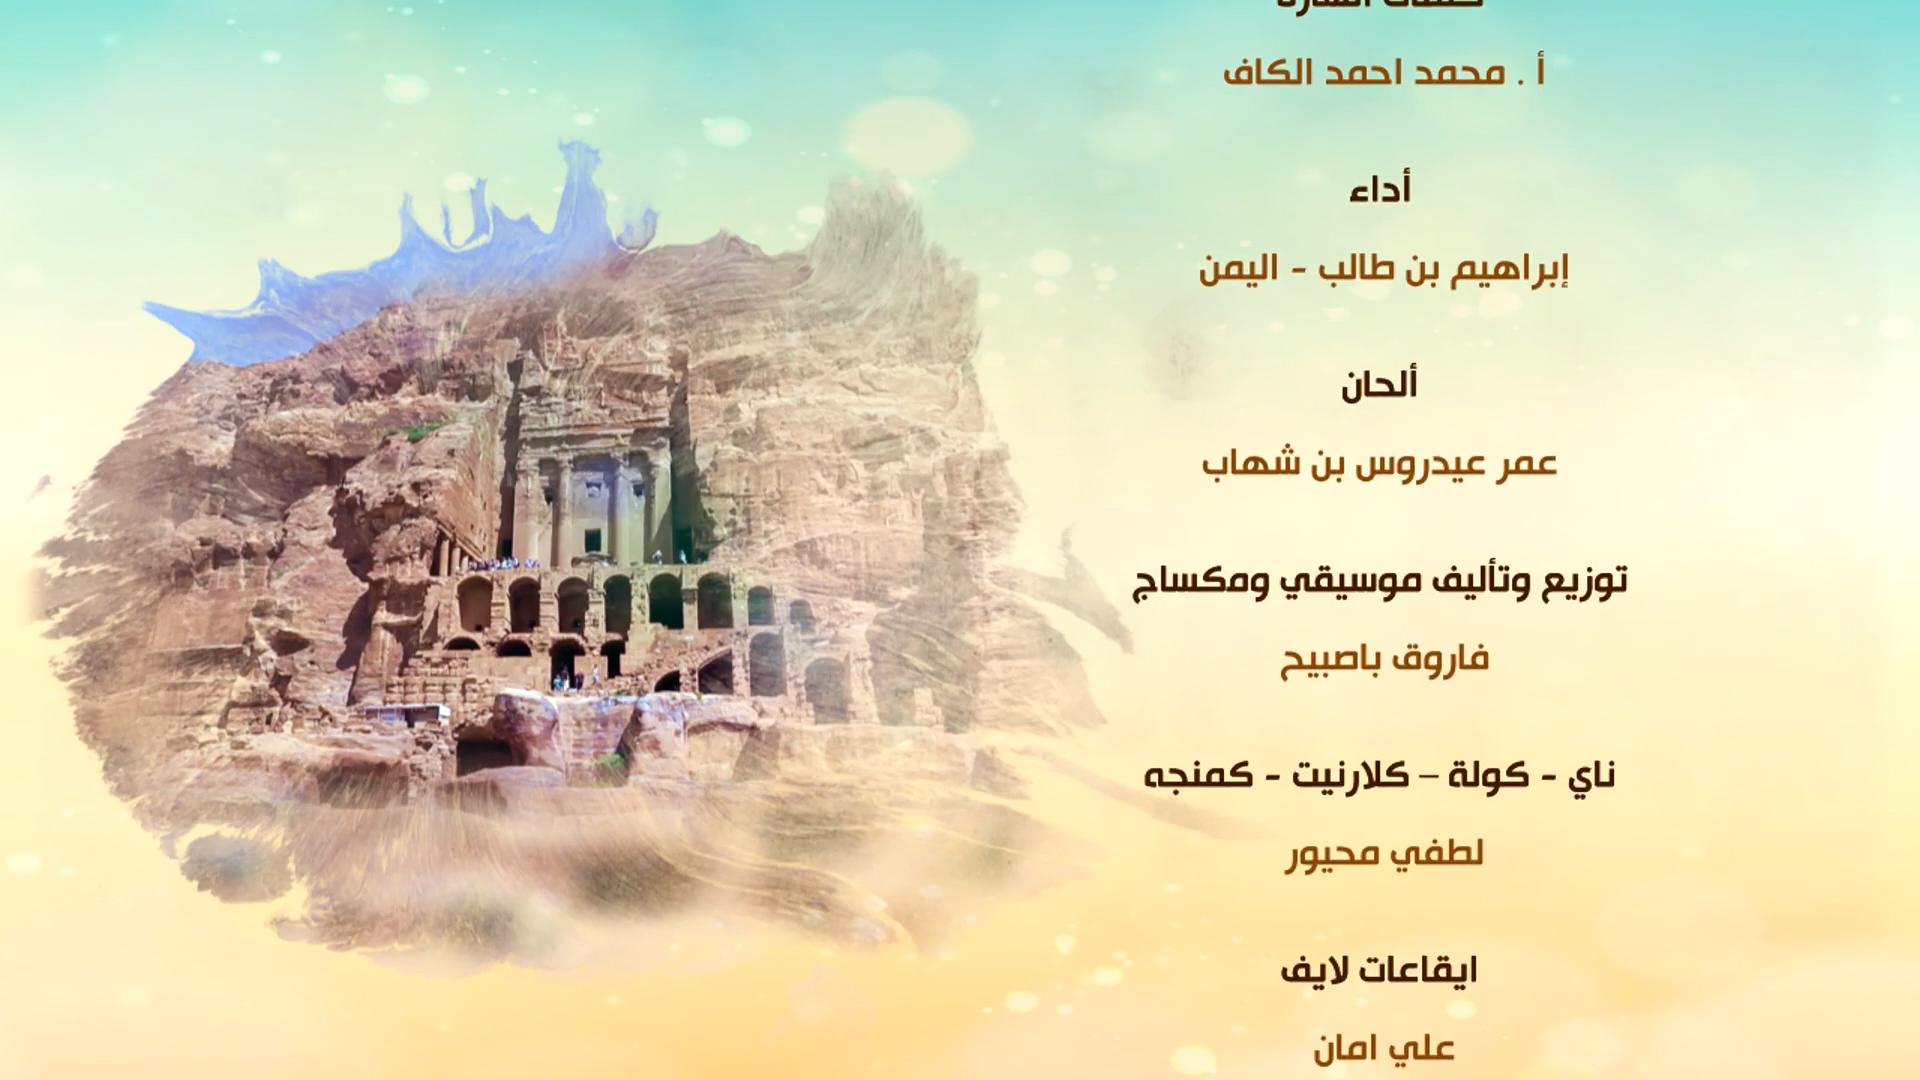 أ . محمد احمد الكاف
أداء
إبراهيم بن طالب - اليمن
ألحان
عمر عيدروس بن شهاب
توزيع وتأليف موسيقي ومكساج
فاروق باصبيح
ناي - كولة – كلارنيت - كمنجه
لطفي محيور
ايقاعات لايف
علي امان